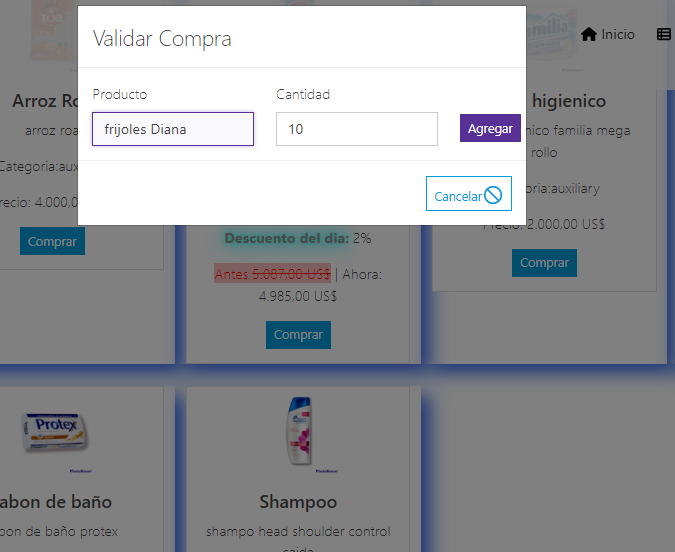 Validar Compra
Inicio
Producto
Cantidad
frijoles Diana
10
Agregar
Cancelar
Arroz Ro
arroz roa
Categoria:aux
recio: 4.000,0
Comprar
Descuento del dia: 2%
Antes 5.087,00 US$ | Ahora:
4.985,00 US$
Comprar
higienico
nico familia mega
rollo
oria:auxiliary
Precio: 2.000,00 US$
Comprar
Protex
abon de baño
bon de baño protex
Shampoo
shampo head shoulder control
caida